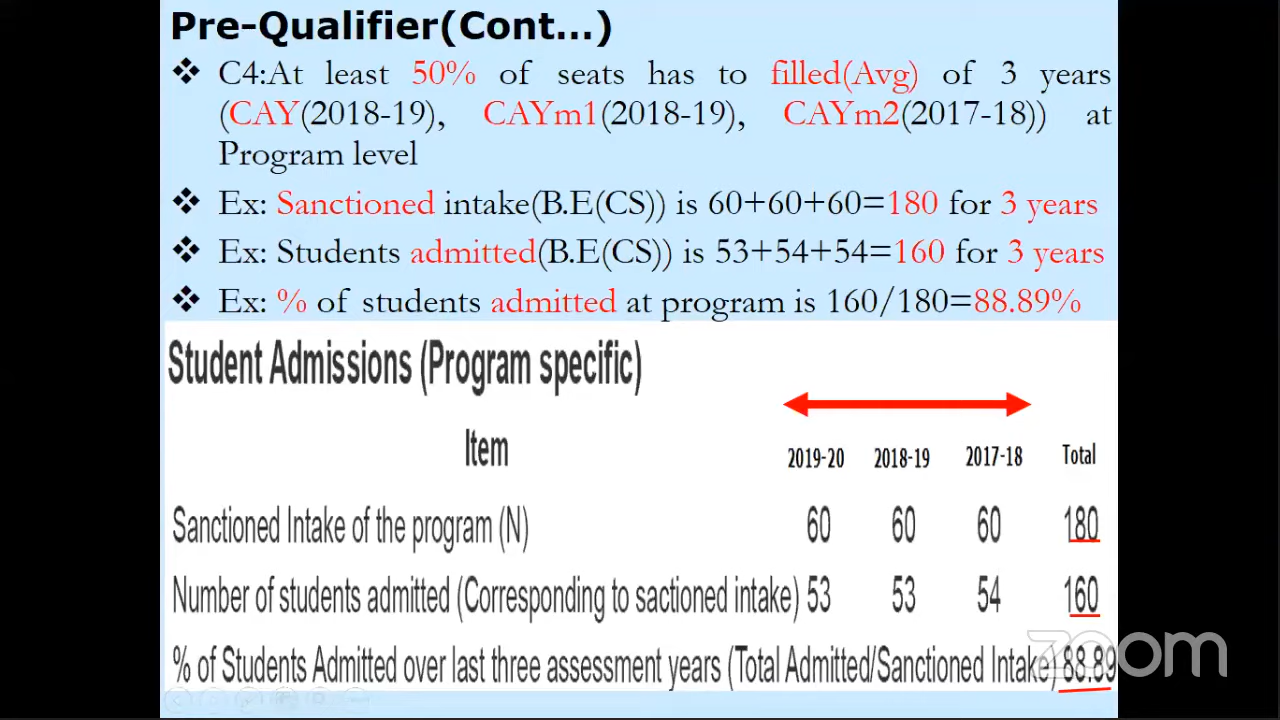 Pre-Qualifier(Cont...)
❖ C4:At least 50% of seats has to filled(Avg) of 3 years
(CAY(2018-19), CAYm1(2018-19), CAYm2(2017-18)) at
Program level
❖ Ex: Sanctioned intake(B.E(CS)) is 60+60+60=180 for 3 years
❖ Ex: Students admitted(B.E(CS)) is 53+54+54=160 for 3 years
❖ Ex: % of students admitted at program is 160/180=88.89%
Student Admissions (Program specific)
Item 2019-20 2018-19 2017-18 Total
Sanctioned Intake of the program (N) 60 60 60 180
Number of students admitted (Corresponding to sactioned intake) 53 53 54 160
% of Students Admitted over last three assessment years (Total Admitted/Sanctioned Intake) 88.89
zoom